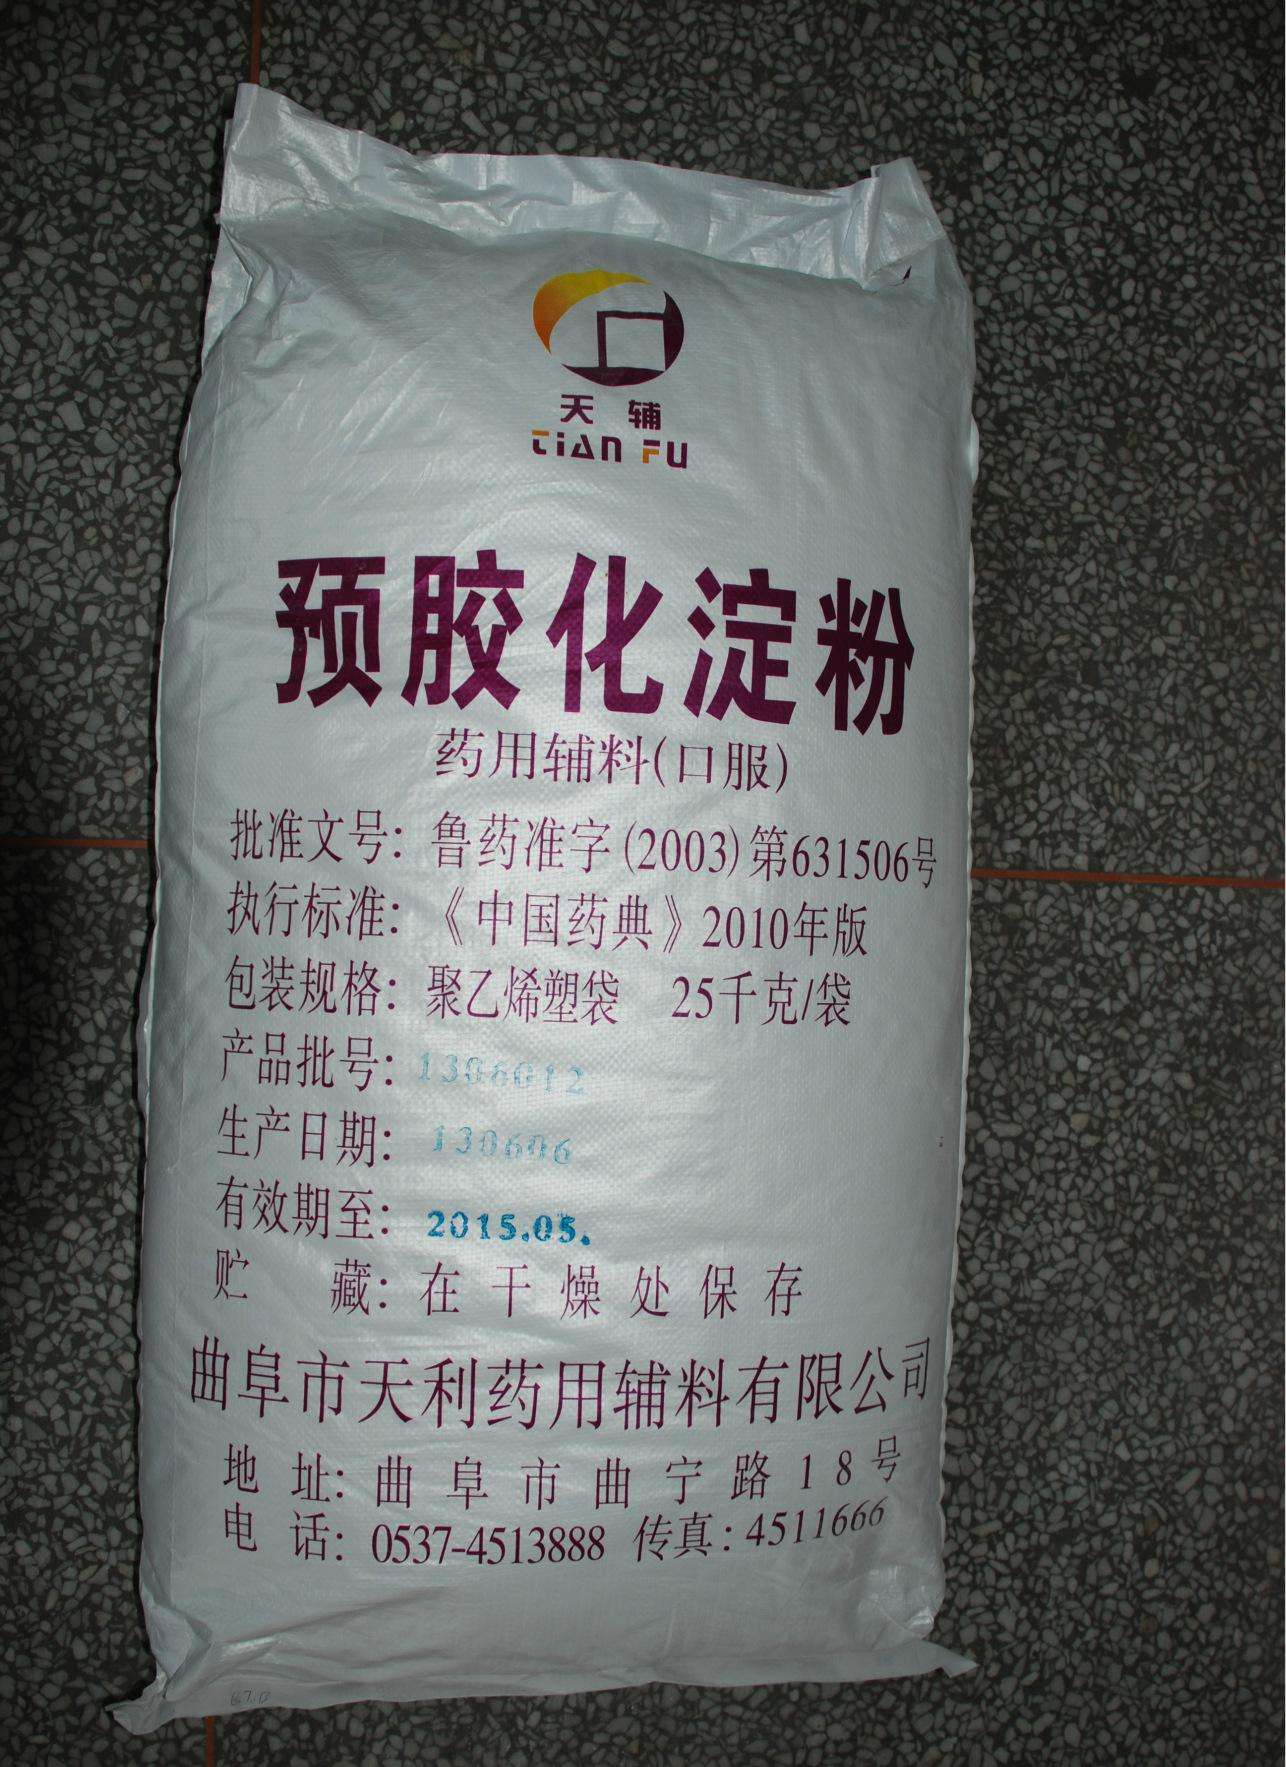 天辅
TIAN FU
预胶化淀粉
药用辅料(口服)
批准文号：鲁药准字(2003)第631506号
执行标准：《中国药典》2010年版
包装规格：聚乙烯塑袋 25千克/袋
产品批号：1306012
生产日期：130606
有效期至：2015.05.
贮 藏：在干燥处保存
曲阜市天利药用辅料有限公司
地 址：曲阜市曲宁路18号
电 话：0537-4513888 传真：4511666